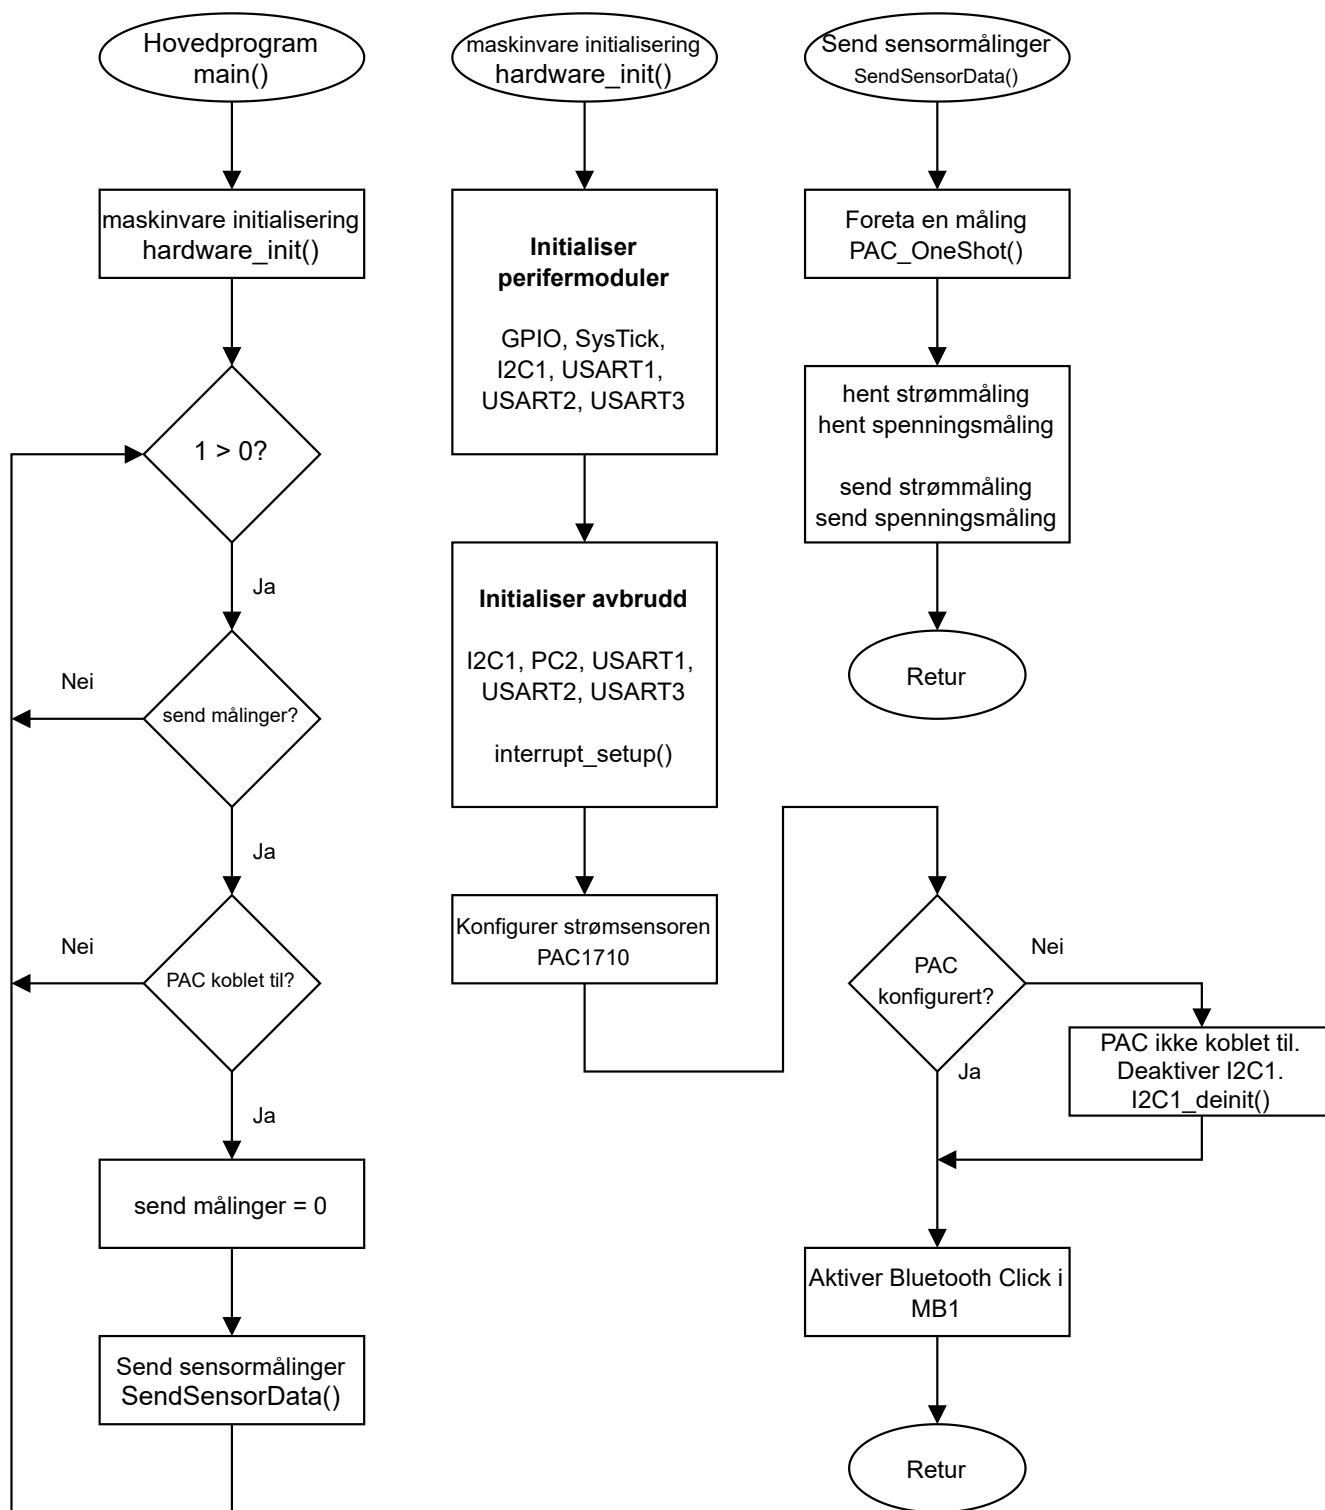 Hovedprogram
main()
maskinvare initialisering
hardware_init()
1 > 0?
Ja
Nei
send målinger?
Ja
Nei
PAC koblet til?
Ja
send målinger = 0
Send sensormålinger
SendSensorData()
maskinvare initialisering
hardware_init()
Initialiser
perifermoduler
GPIO, SysTick,
I2C1, USART1,
USART2, USART3
Initialiser avbrudd
I2C1, PC2, USART1,
USART2, USART3
interrupt_setup()
Konfigurer strømsensoren
PAC1710
PAC
konfigurert?
Nei
PAC ikke koblet til.
Deaktiver I2C1.
I2C1_deinit()
Ja
Aktiver Bluetooth Click i
MB1
Retur
Send sensormålinger
SendSensorData()
Foreta en måling
PAC_OneShot()
hent strømmåling
hent spenningsmåling
send strømmåling
send spenningsmåling
Retur